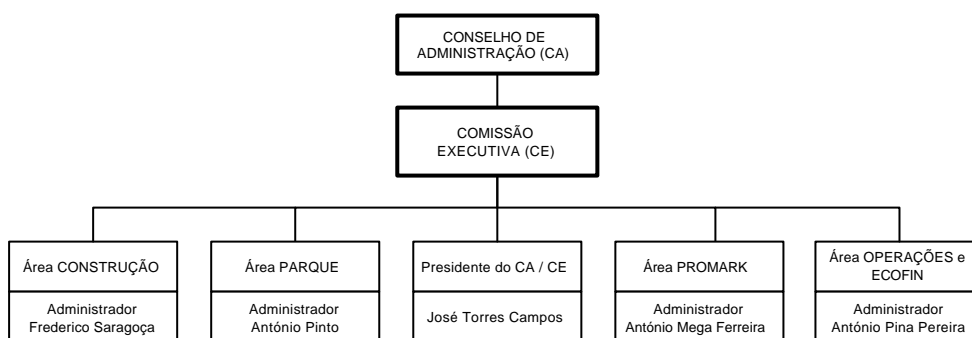 CONSELHO DE
ADMINISTRAÇÃO (CA)
COMISSÃO
EXECUTIVA (CE)
Área CONSTRUÇÃO
Administrador
Frederico Saragoça
Área PARQUE
Administrador
António Pinto
Presidente do CA / CE
José Torres Campos
Área PROMARK
Administrador
António Mega Ferreira
Área OPERAÇÕES e
ECOFIN
Administrador
António Pina Pereira